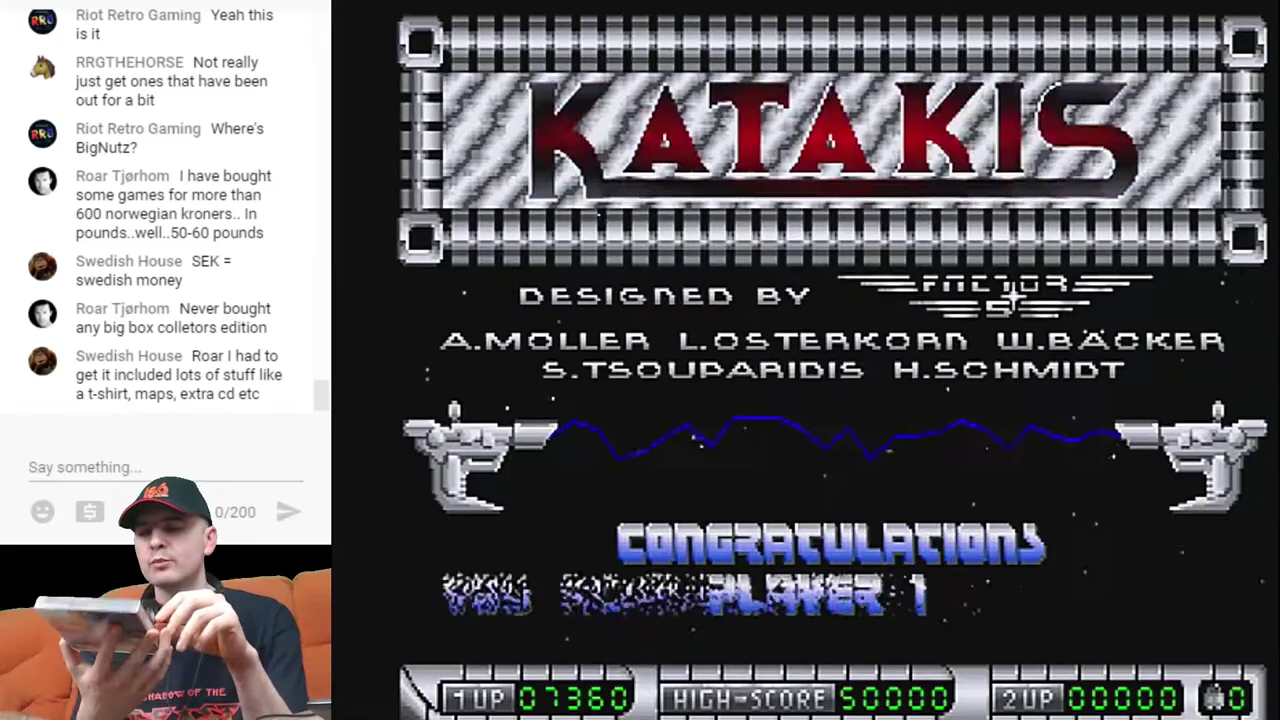 Riot Retro Gaming Yeah this
is it
RRGTHEHORSE Not really
just get ones that have been
out for a bit
Riot Retro Gaming Where's
BigNutz?
Roar Tjørhom I have bought
some games for more than
600 norwegian kroners.. In
pounds..well..50-60 pounds
Swedish House SEK =
swedish money
Roar Tjørhom Never bought
any big box colletors edition
Swedish House Roar I had to
get it included lots of stuff like
a t-shirt, maps, extra cd etc
Say something...
0/200
SHADOW OF THE
KATAKIS
DESIGNED BY FACTOR
5
A.MOLLER L.OSTERKORN W.BÄCKER
S.TSOUPARIDIS H.SCHMIDT
CONGRATULATIONS
PLAYER 1
1UP 07360 HIGH-SCORE 50000 2UP 00000 0